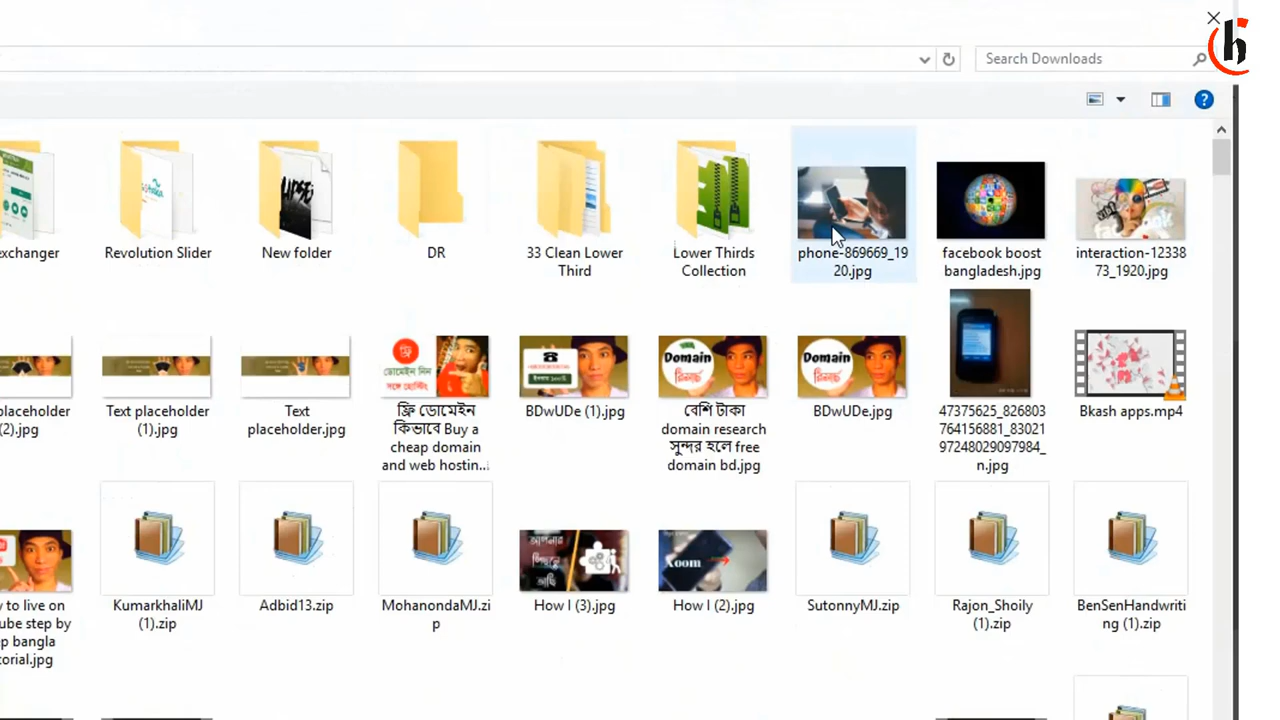 Search Downloads
exchanger
Revolution Slider
New folder
DR
33 Clean Lower
Third
Lower Thirds
Collection
phone-869669_19
20.jpg
facebook boost
bangladesh.jpg
interaction-12338
73_1920.jpg
placeholder
(2).jpg
Text placeholder
(1).jpg
Text
placeholder.jpg
ফ্রি ডোমেইন
কিভাবে Buy a
cheap domain
and web hostin...
BDwUDe (1).jpg
বেশি টাকা
domain research
সুন্দর হলে free
domain bd.jpg
BDwUDe.jpg
47375625_826803
764156881_83021
97248029097984_
n.jpg
Bkash apps.mp4
ডোমেইন নিন
সঙ্গে হোস্টিং
Domain
রিসার্চ
Domain
রিসার্চ
y to live on
ube step by
ep bangla
torial.jpg
KumarkhaliMJ
(1).zip
Adbid13.zip
MohanondaMJ.zi
p
How I (3).jpg
How I (2).jpg
SutonnyMJ.zip
Rajon_Shoily
(1).zip
BenSenHandwriti
ng (1).zip
আপনার
Xoom